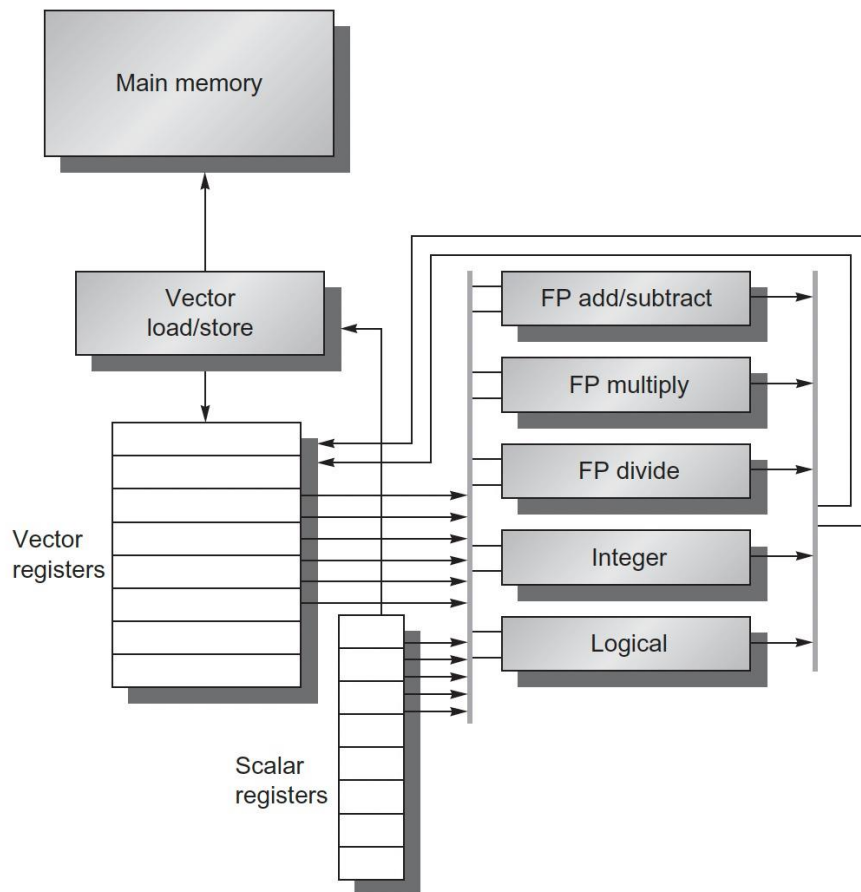 Main memory
Vector
load/store
FP add/subtract
FP multiply
FP divide
Integer
Logical
Vector
registers
Scalar
registers